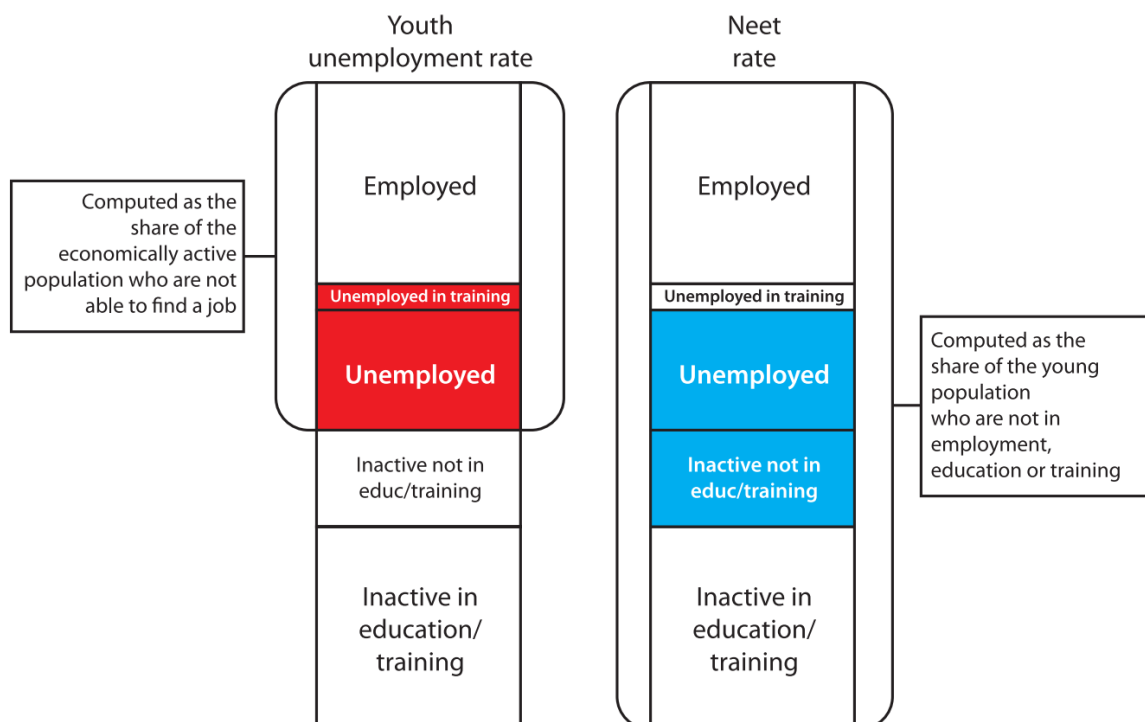 Youth
unemployment rate
Neet
rate
Computed as the
share of the
economically active
population who are not
able to find a job
Employed
Unemployed in training
Unemployed
Inactive not in
educ/training
Inactive in
education/
training
Employed
Unemployed in training
Unemployed
Inactive not in
educ/training
Inactive in
education/
training
Computed as the
share of the young
population
who are not in
employment,
education or training